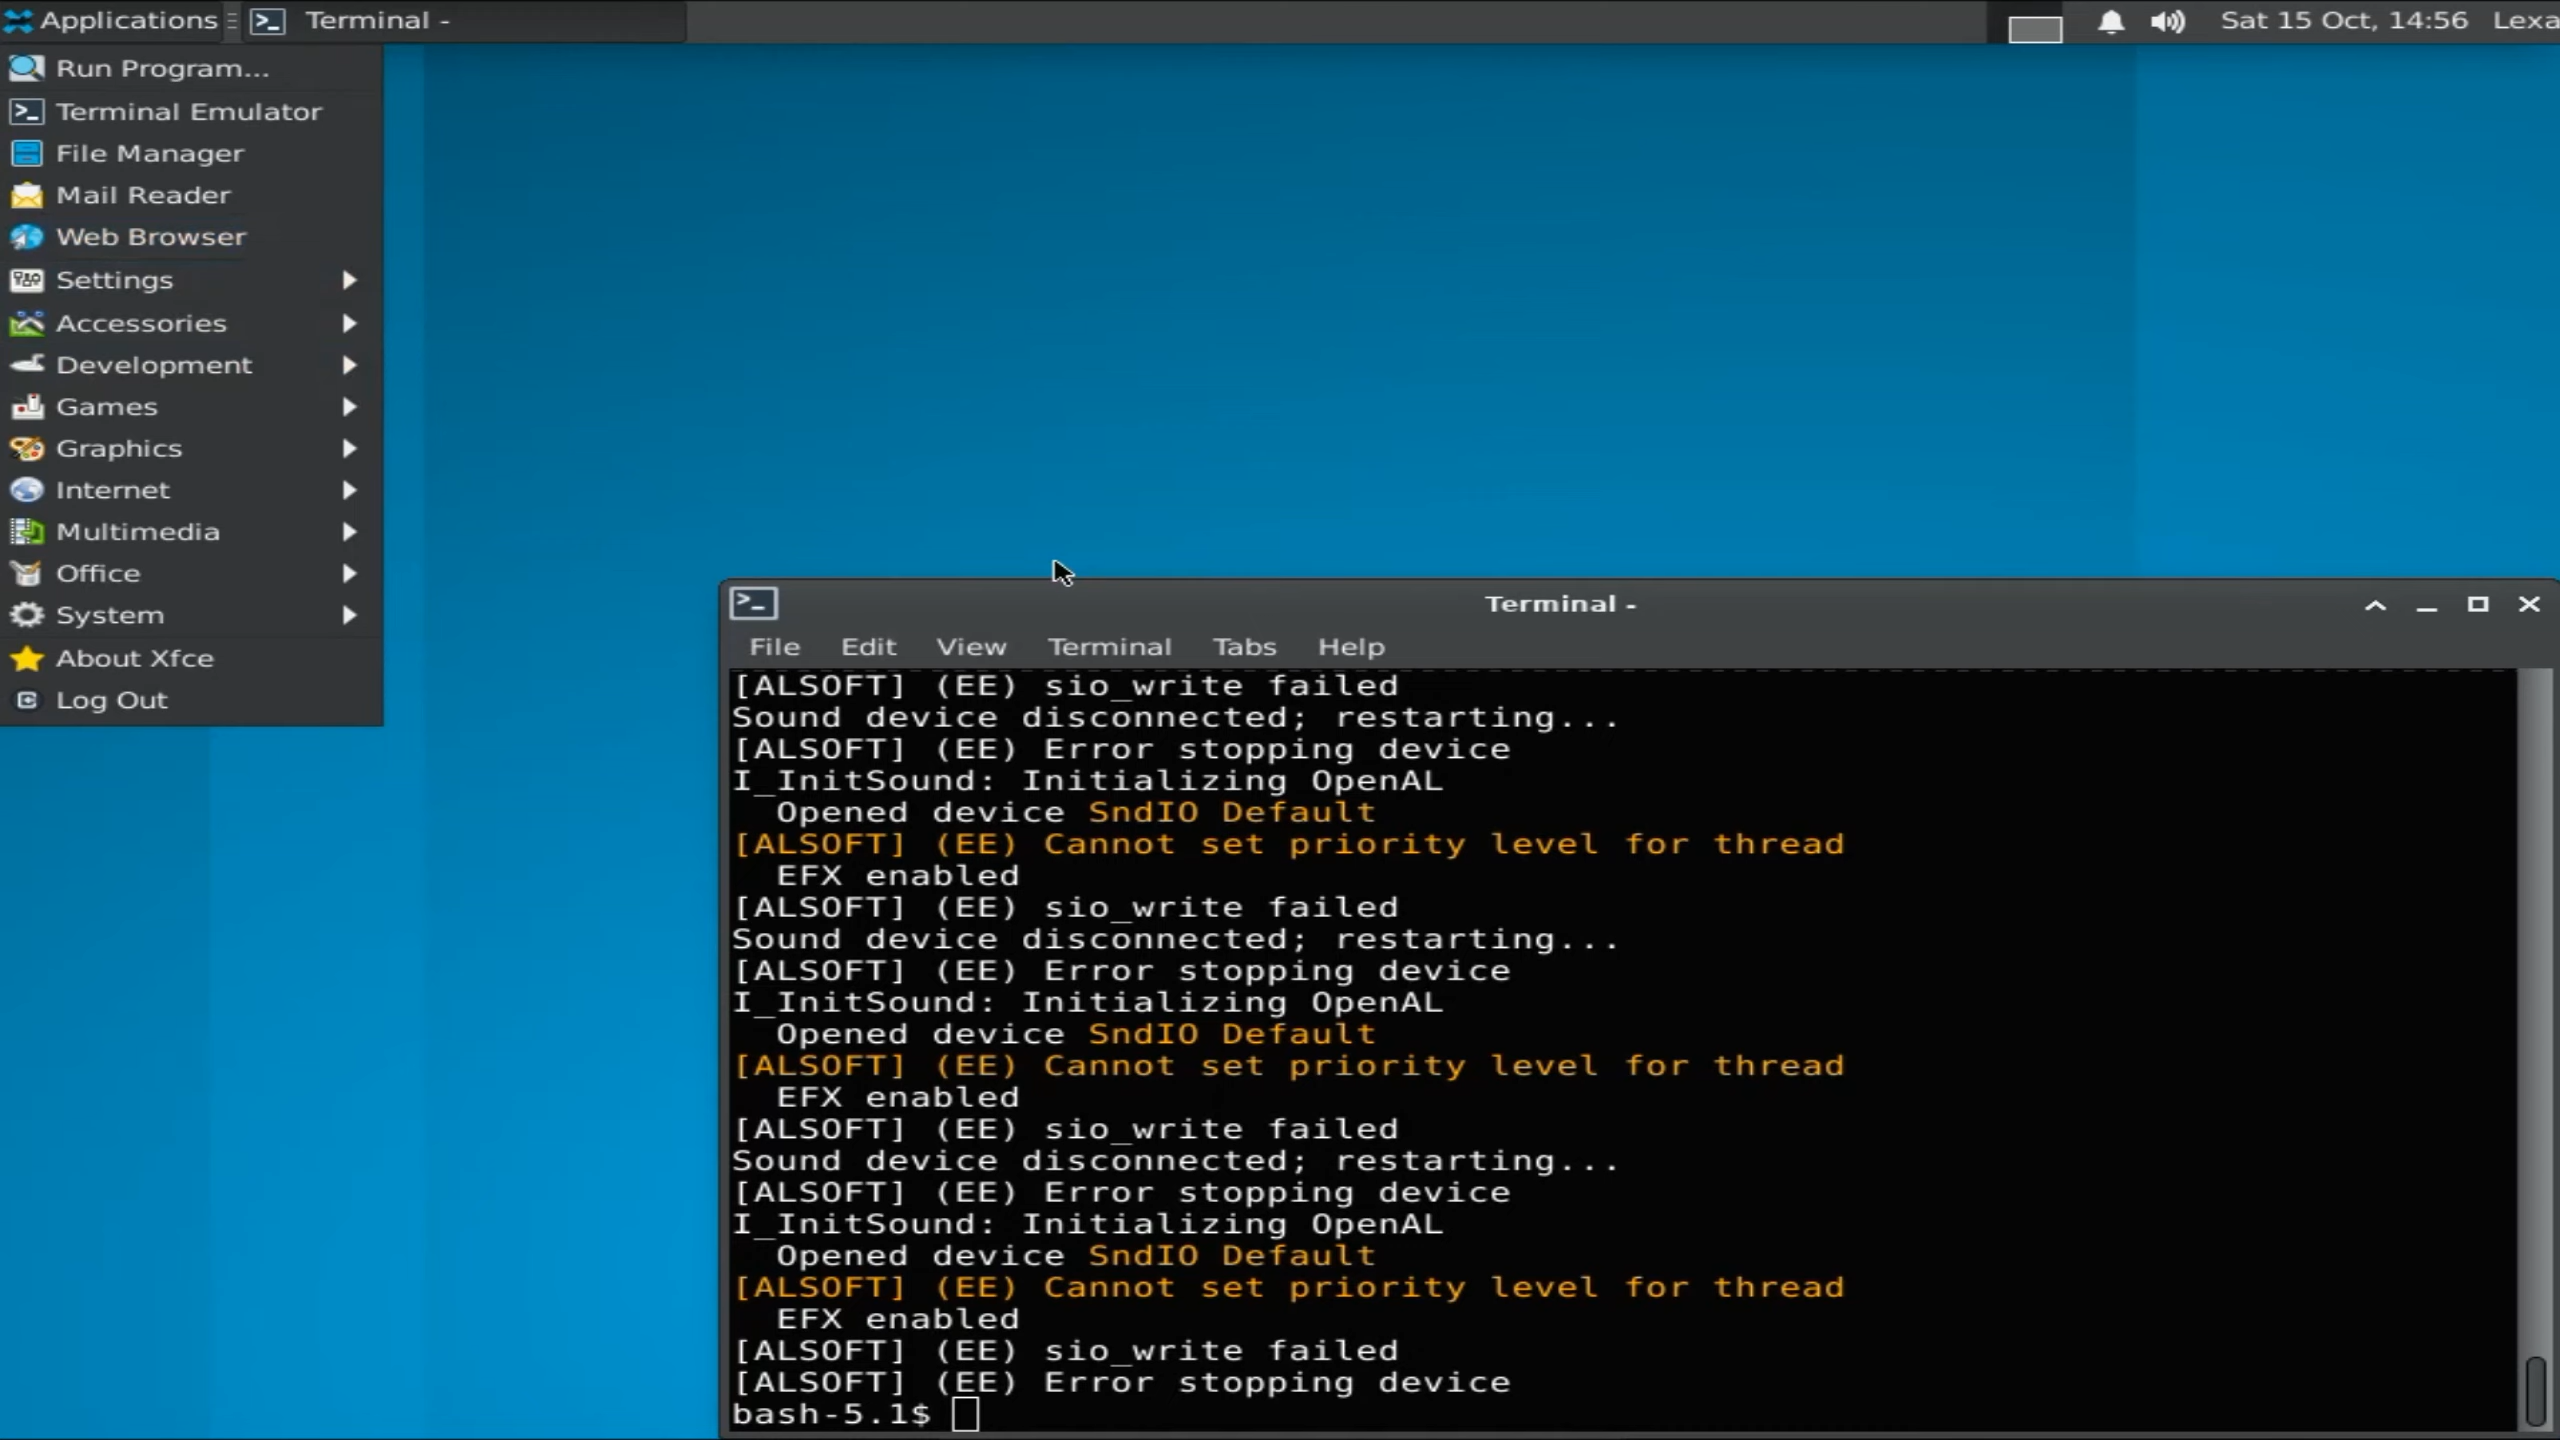 Applications
Terminal -
Sat 15 Oct, 14:56
Lexa
Run Program...
Terminal Emulator
File Manager
Mail Reader
Web Browser
Settings
Accessories
Development
Games
Graphics
Internet
Multimedia
Office
System
About Xfce
Log Out
Terminal -
File Edit View Terminal Tabs Help
[ALSOFT] (EE) sio_write failed
Sound device disconnected; restarting...
[ALSOFT] (EE) Error stopping device
I_InitSound: Initializing OpenAL
Opened device SndIO Default
[ALSOFT] (EE) Cannot set priority level for thread
EFX enabled
[ALSOFT] (EE) sio_write failed
Sound device disconnected; restarting...
[ALSOFT] (EE) Error stopping device
I_InitSound: Initializing OpenAL
Opened device SndIO Default
[ALSOFT] (EE) Cannot set priority level for thread
EFX enabled
[ALSOFT] (EE) sio_write failed
Sound device disconnected; restarting...
[ALSOFT] (EE) Error stopping device
I_InitSound: Initializing OpenAL
Opened device SndIO Default
[ALSOFT] (EE) Cannot set priority level for thread
EFX enabled
[ALSOFT] (EE) sio_write failed
[ALSOFT] (EE) Error stopping device
bash-5.1$